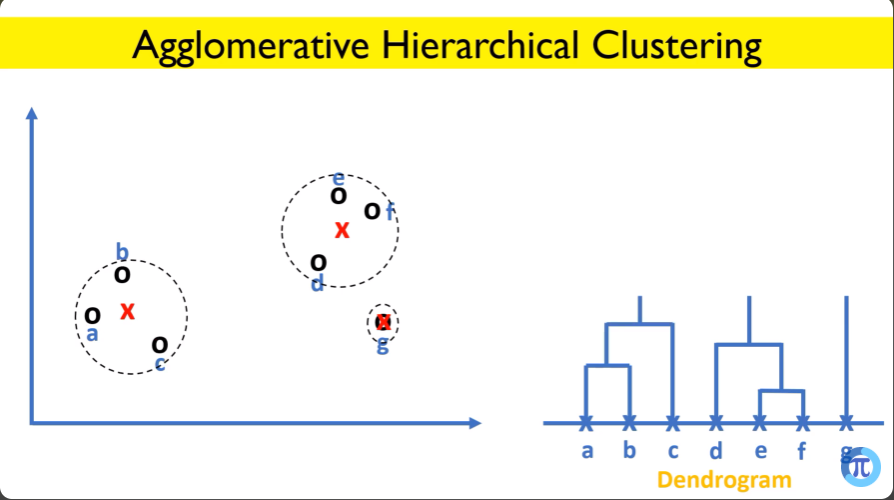 Agglomerative Hierarchical Clustering
e
o
o f
x
b
o
o
d
x
o
a
o
c
x
g
a b c d e f g
Dendrogram
π